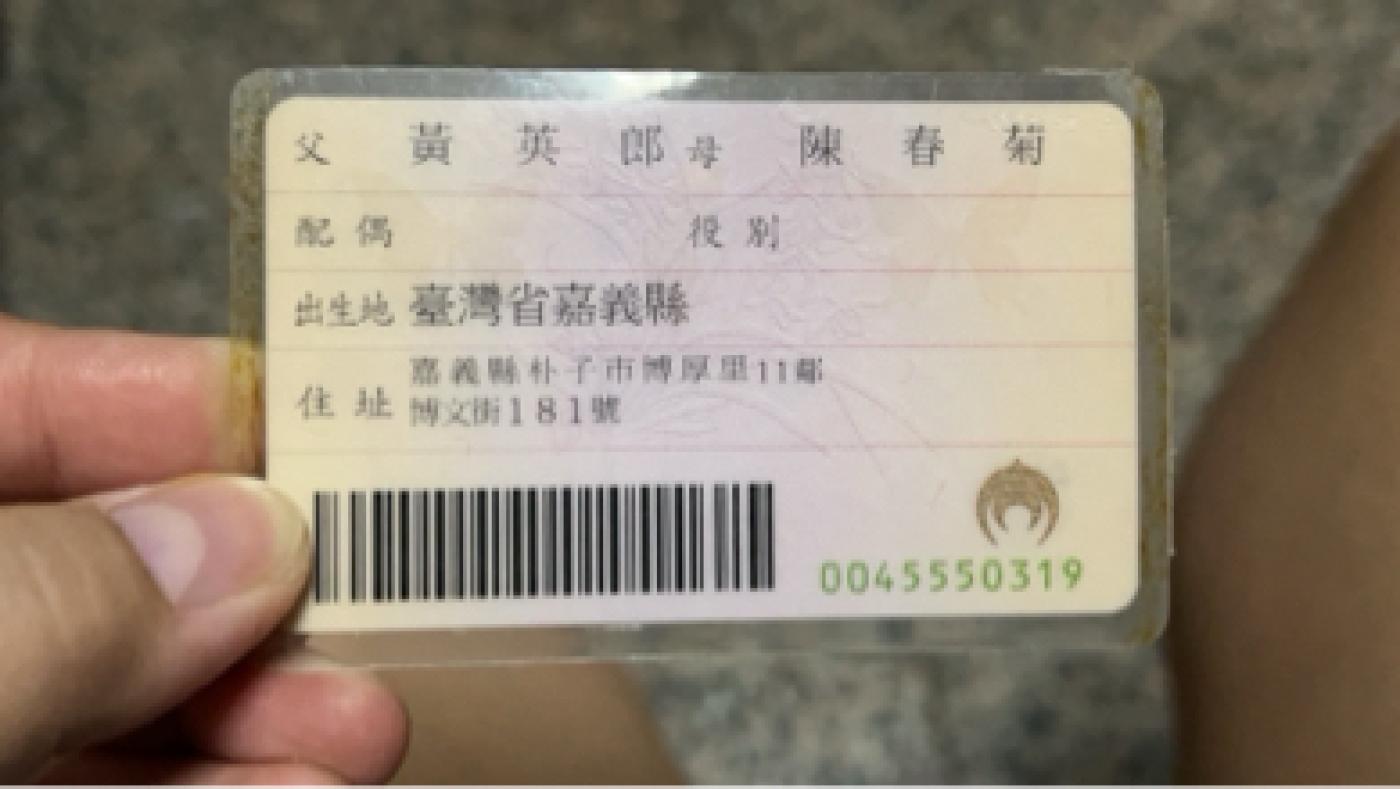 父 黃英郎 母 陳春菊
配偶 役別
出生地 臺灣省嘉義縣
住址 嘉義縣朴子市博厚里11鄰
博文街181號
0045550319